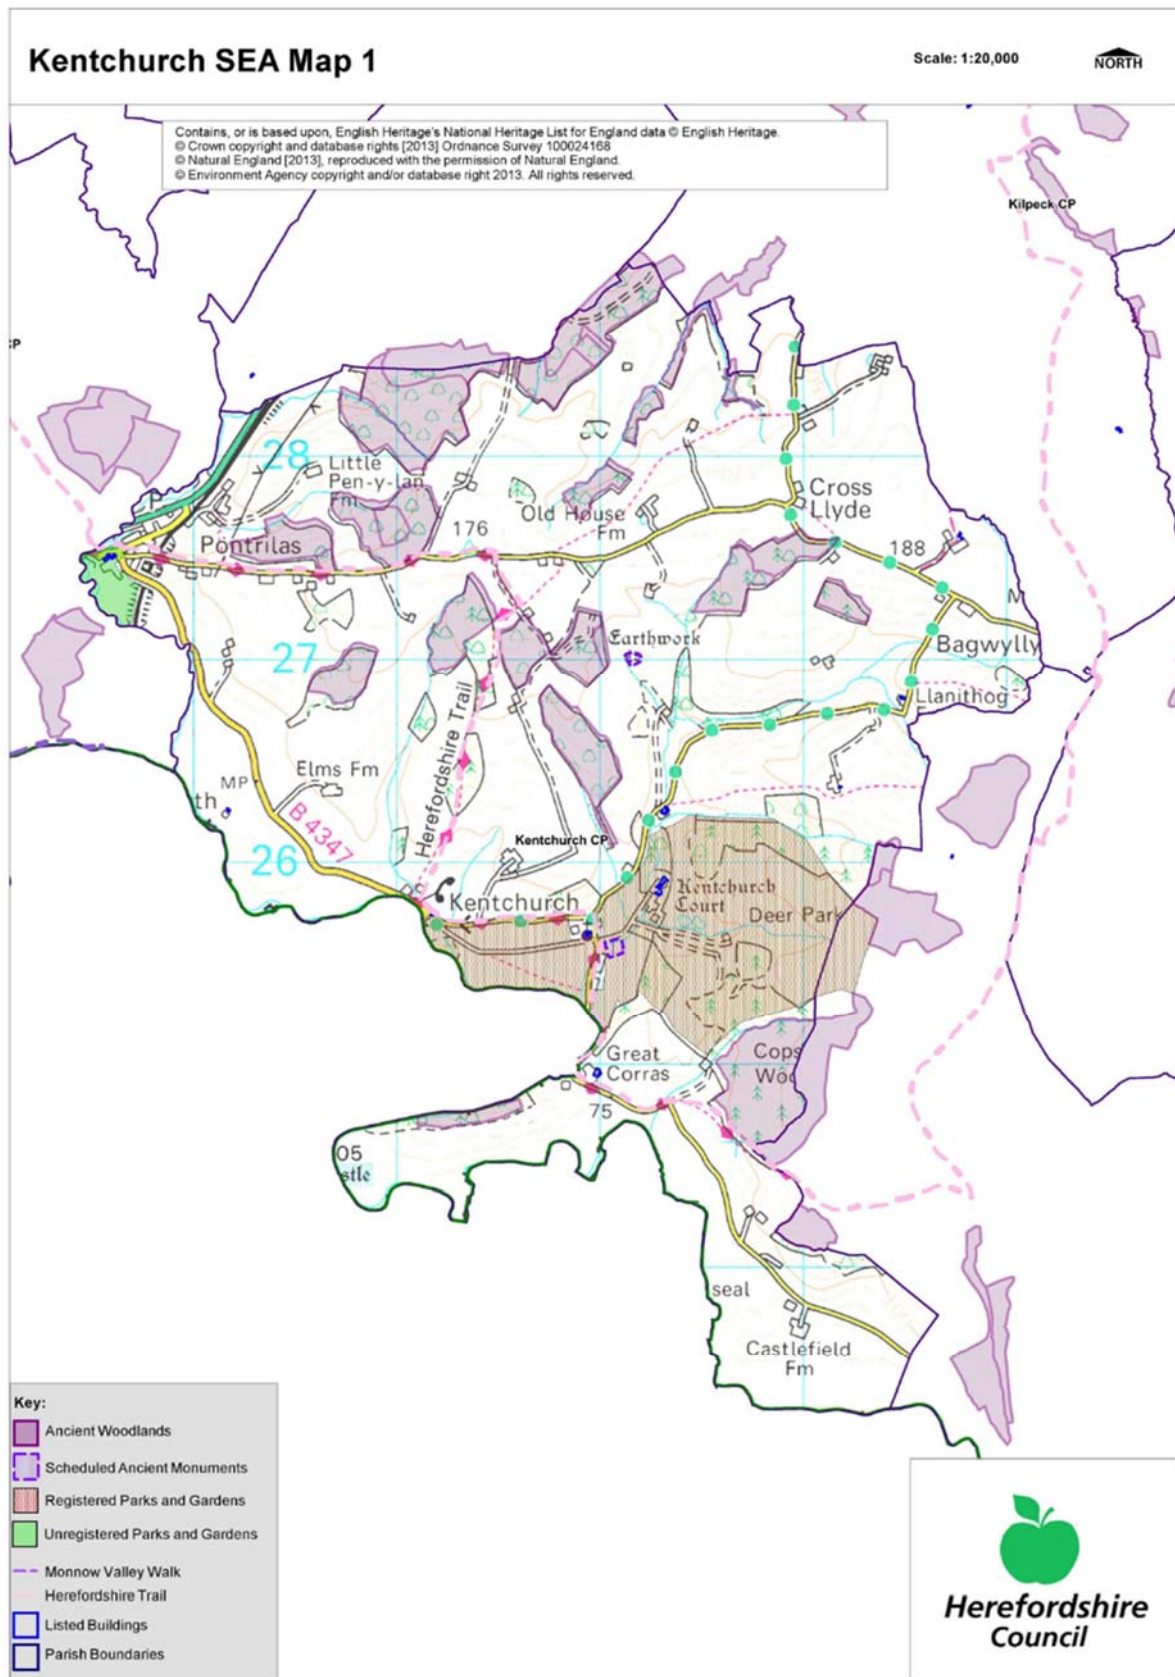 Kentchurch SEA Map 1
Scale: 1:20,000
NORTH
Contains, or is based upon, English Heritage's National Heritage List for England data © English Heritage.
© Crown copyright and database rights [2013] Ordnance Survey 100024168
© Natural England [2013], reproduced with the permission of Natural England.
© Environment Agency copyright and/or database right 2013. All rights reserved.
Kilpeck CP
CP
28
Little
Pen-y-lan
Fm
P
Pontrilas
176
Old House
Fm
Cross
Llyde
188
M
27
Earthwork
Bagwylly
Llanithog
Herefordshire Trail
MP
Elms Fm
th
B 4347
26
Kentchurch CP
Kentchurch
Kentchurch
Court
Deer Park
Great
Corras
Cops
Woo
75
05
stle
seal
Castlefield
Fm
Key:
Ancient Woodlands
Scheduled Ancient Monuments
Registered Parks and Gardens
Unregistered Parks and Gardens
Monnow Valley Walk
Herefordshire Trail
Listed Buildings
Parish Boundaries
Herefordshire
Council